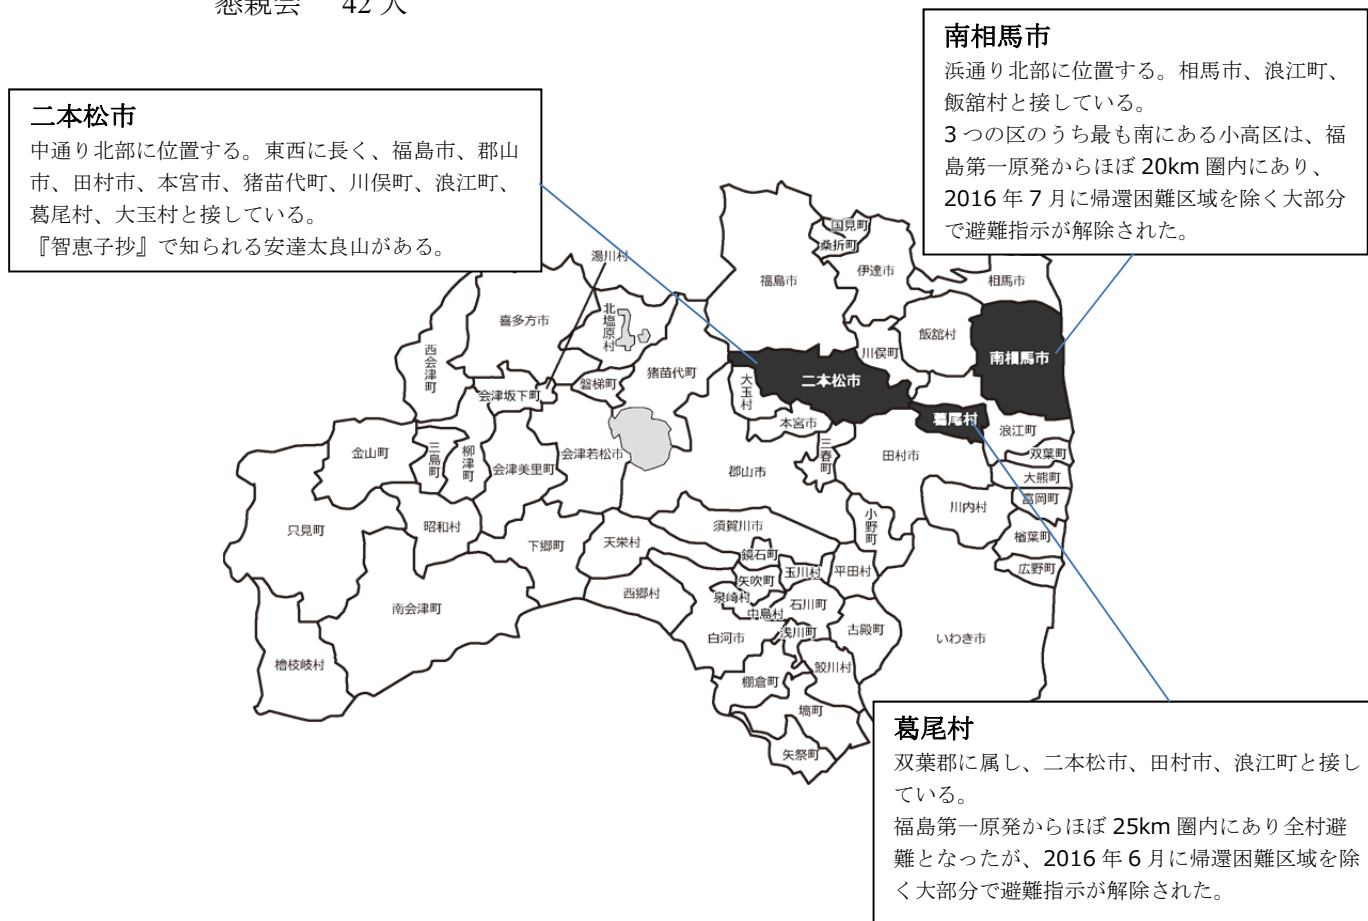 懇親会 42 人
南相馬市
浜通り北部に位置する。相馬市、浪江町、
飯舘村と接している。
3 つの区のうち最も南にある小高区は、福
島第一原発からほぼ 20km 圏内にあり、
2016 年 7 月に帰還困難区域を除く大部分
で避難指示が解除された。
二本松市
中通り北部に位置する。東西に長く、福島市、郡山
市、田村市、本宮市、猪苗代町、川俣町、浪江町、
葛尾村、大玉村と接している。
『智恵子抄』で知られる安達太良山がある。
国見町
桑折町
湯川村
福島市
伊達市
相馬市
喜多方市
北塩原村
飯舘村
西会津町
川俣町
南相馬市
猪苗代町
大玉村
二本松市
磐梯町
会津坂下町
葛尾村
本宮市
浪江町
金山町
三島町
柳津町
会津美里町
会津若松市
三春町
双葉町
郡山市
田村市
大熊町
富岡町
川内村
只見町
昭和村
須賀川市
小野町
楢葉町
下郷町
天栄村
鏡石町
広野町
矢吹町
玉川村
平田村
西郷村
泉崎村
中島村
石川町
南会津町
白河市
浅川町
古殿町
いわき市
檜枝岐村
鮫川村
棚倉町
塙町
矢祭町
葛尾村
双葉郡に属し、二本松市、田村市、浪江町と接し
ている。
福島第一原発からほぼ 25km 圏内にあり全村避
難となったが、2016 年 6 月に帰還困難区域を除
く大部分で避難指示が解除された。